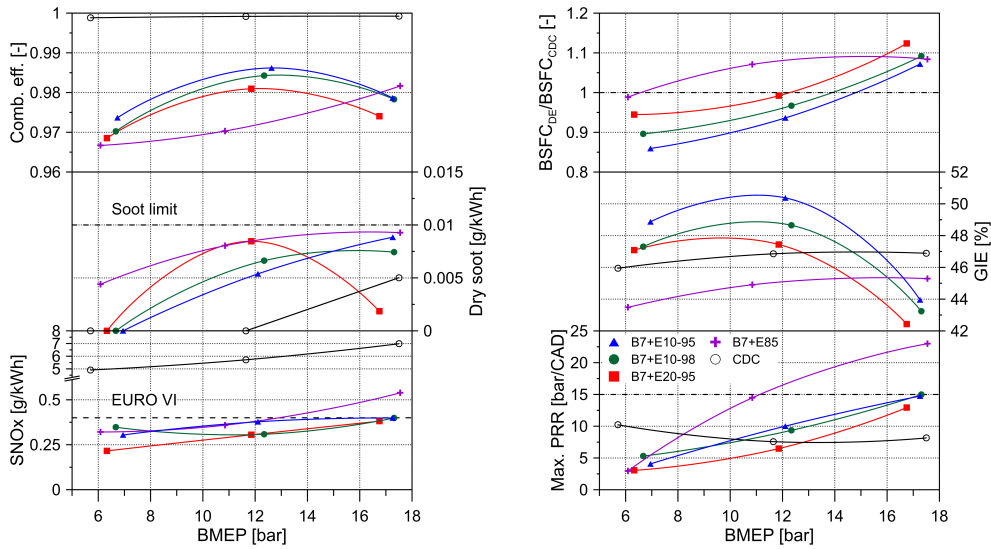 Comb. eff. [-]
1
0.99
0.98
0.97
0.96
Dry soot [g/kWh]
0.015
0.01
0.005
0
Soot limit
SNOx [g/kWh]
8
7
6
5
0.5
0.25
0
EURO VI
6 8 10 12 14 16 18
BMEP [bar]
BSFC_DE/BSFC_CDC [-]
1.2
1.1
1
0.9
0.8
GIE [%]
52
50
48
46
44
42
Max. PRR [bar/CAD]
25
20
15
10
5
0
B7+E10-95 B7+E85
B7+E10-98 CDC
B7+E20-95
6 8 10 12 14 16 18
BMEP [bar]